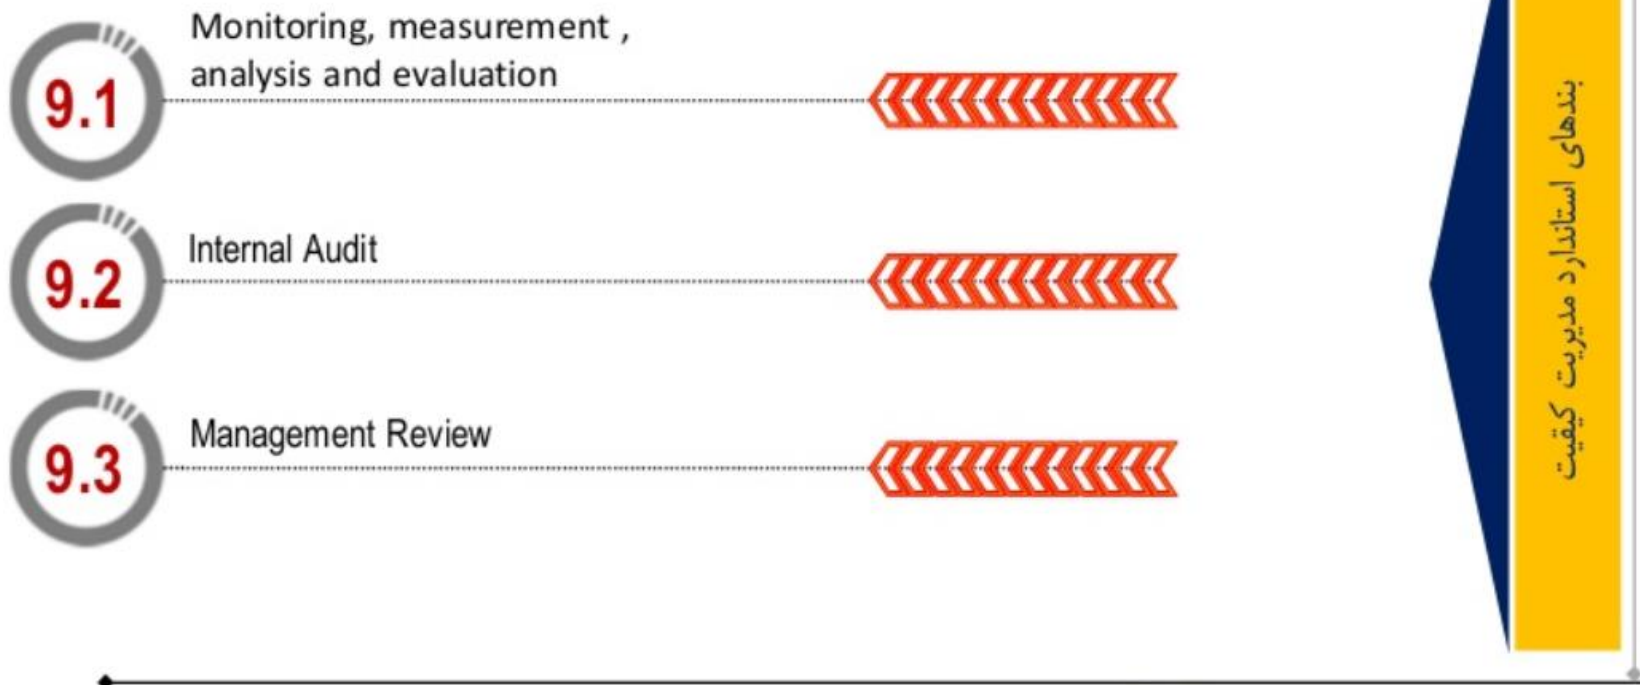 9.1
Monitoring, measurement ,
analysis and evaluation
9.2
Internal Audit
9.3
Management Review
بندهای استاندارد مدیریت کیفیت